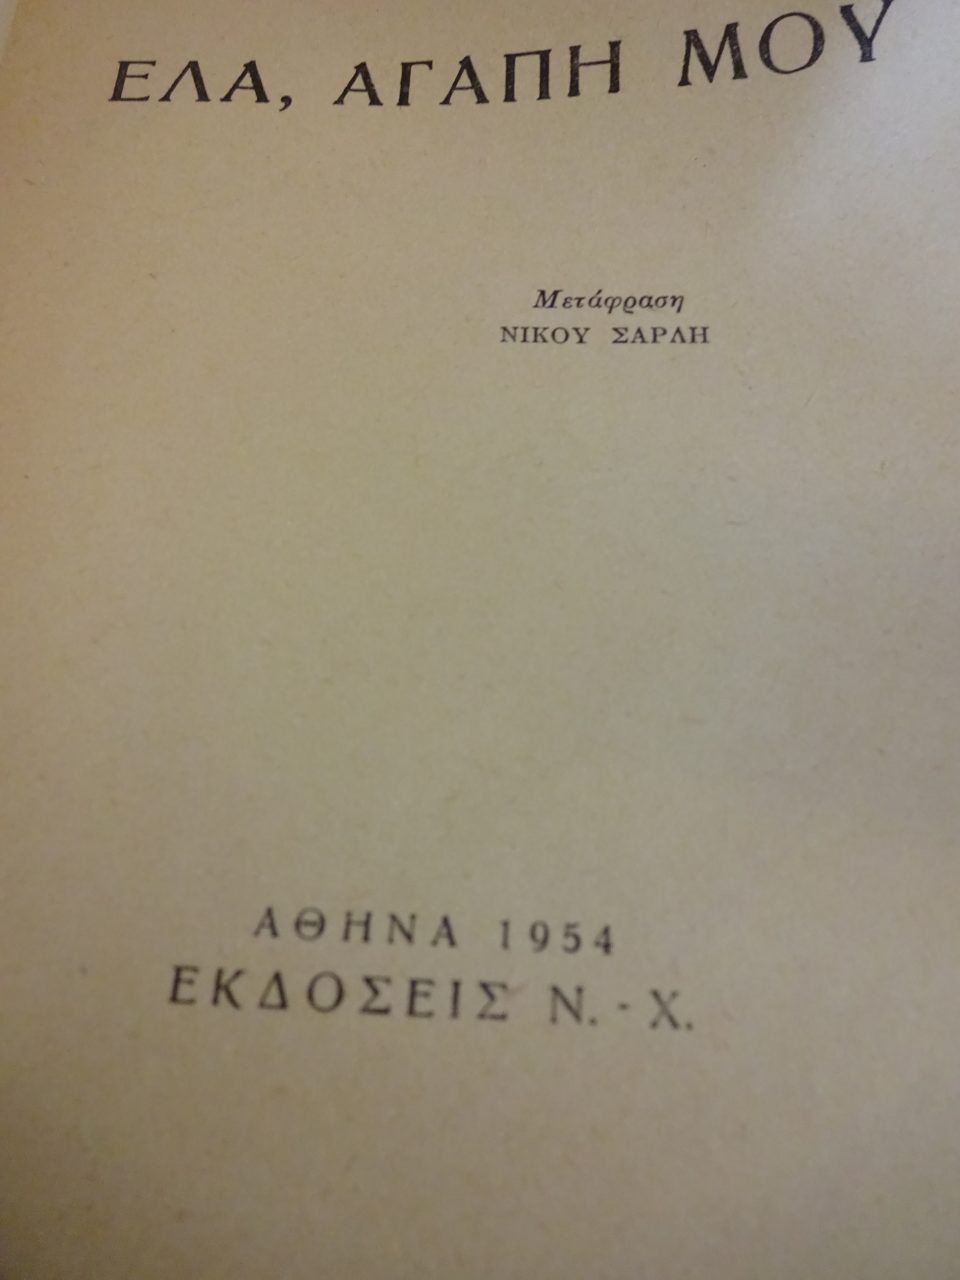 ΕΛΑ, ΑΓΑΠΗ ΜΟΥ
Μετάφραση
ΝΙΚΟΥ ΣΑΡΛΗ
ΑΘΗΝΑ 1954
ΕΚΔΟΣΕΙΣ Ν. - Χ.